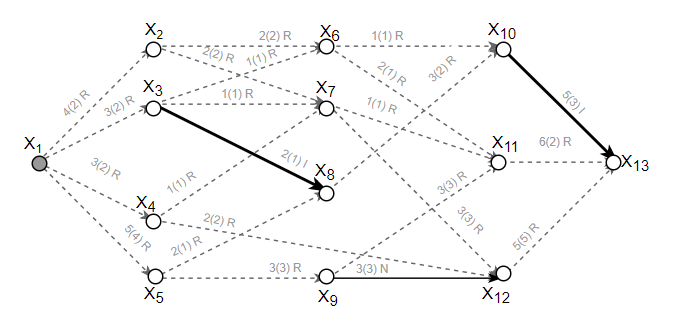 X1
X2
X3
X4
X5
X6
X7
X8
X9
X10
X11
X12
X13
4(2) R
3(2) R
3(2) R
5(4) R
2(2) R
2(2) R
1(1) R
1(1) R
2(1) I
1(1) R
2(2) R
2(1) R
3(3) R
1(1) R
2(1) R
1(1) R
3(3) R
3(2) R
3(3) R
3(3) N
5(3) I
6(2) R
5(5) R